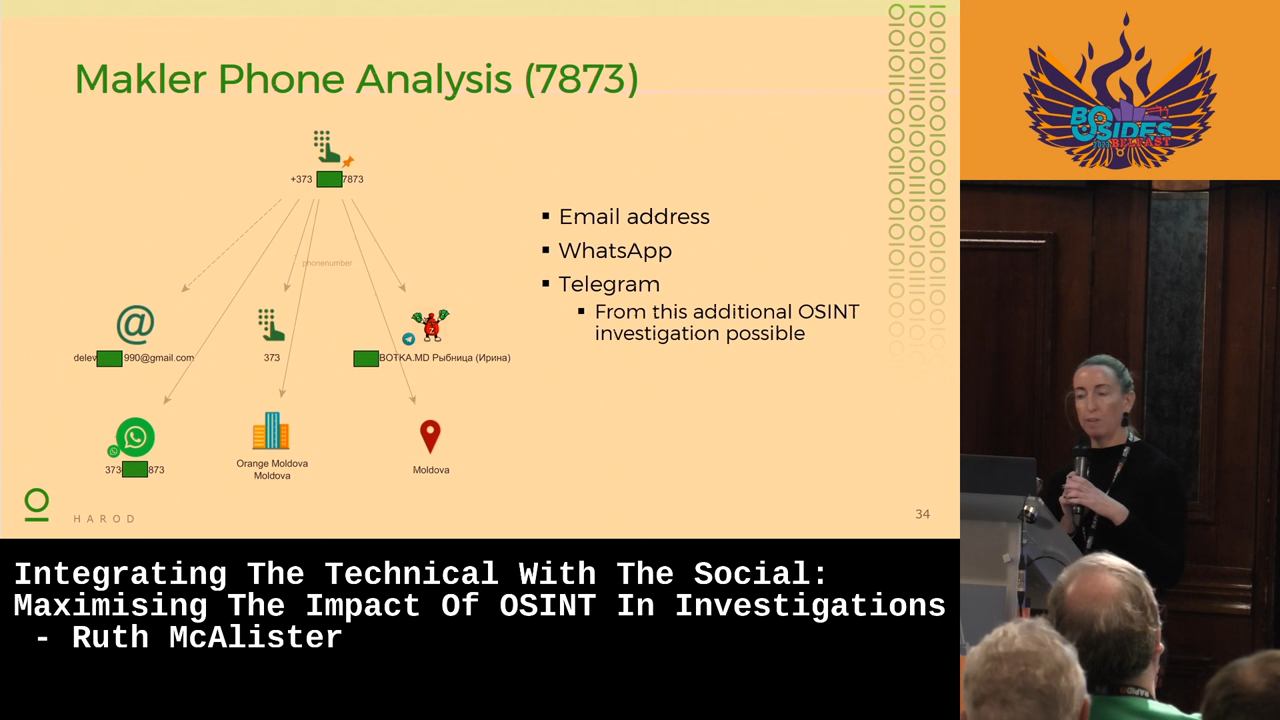 Makler Phone Analysis (7873)
+373 7873
phonenumber
delev 990@gmail.com
373
BOTKA.MD Рыбница (Ирина)
373 873
Orange Moldova
Moldova
Moldova
▪ Email address
▪ WhatsApp
▪ Telegram
▪ From this additional OSINT
investigation possible
HAROD
34
BSIDES
BELFAST
Integrating The Technical With The Social:
Maximising The Impact Of OSINT In Investigations
- Ruth McAlister